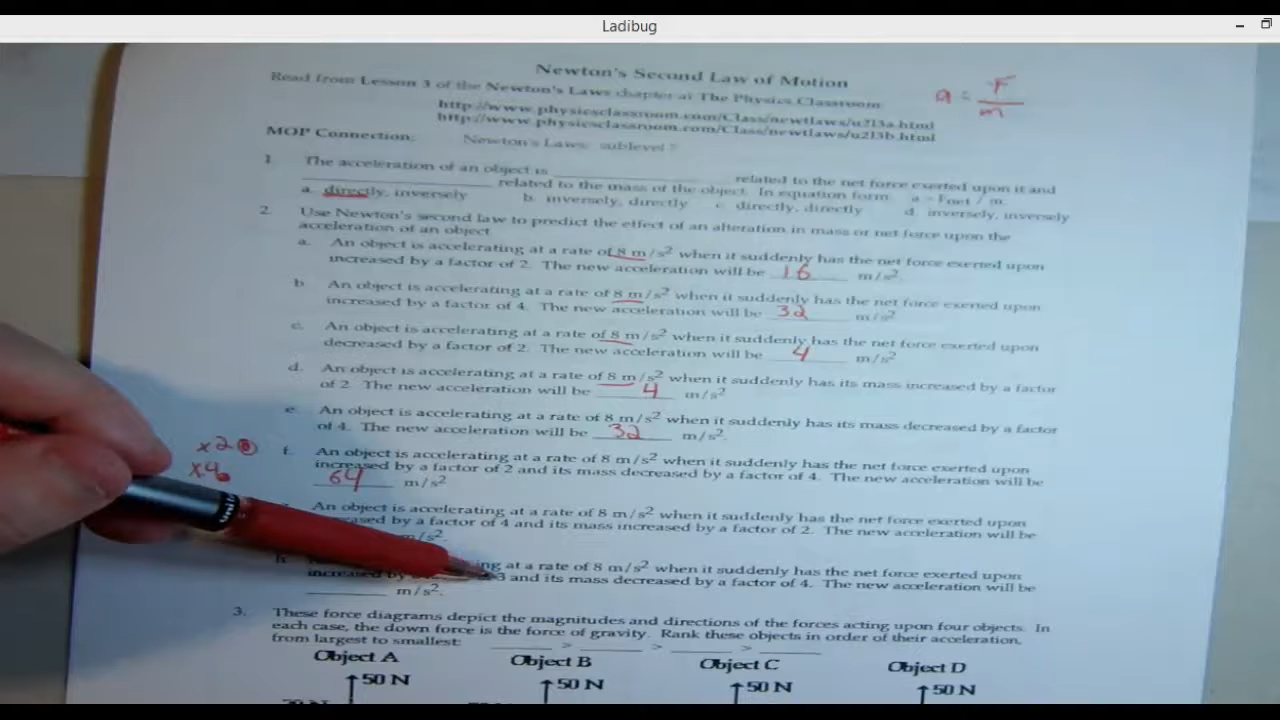 Ladibug
Newton's Second Law of Motion
Read from Lesson 3 of the Newton's Laws chapter at The Physics Classroom:
http://www.physicsclassroom.com/Class/newtlaws/u2l3a.html
http://www.physicsclassroom.com/Class/newtlaws/u2l3b.html
a = F
m
MOP Connection: Newton's Laws: sublevel
1. The acceleration of an object is ____________ related to the net force exerted upon it and
____________ related to the mass of the object. In equation form: a = Fnet / m.
a. directly, inversely b. inversely, directly c. directly, directly d. inversely, inversely
2. Use Newton's second law to predict the effect of an alteration in mass or net force upon the
acceleration of an object.
a. An object is accelerating at a rate of 8 m/s2 when it suddenly has the net force exerted upon
increased by a factor of 2. The new acceleration will be 16 m/s2.
b. An object is accelerating at a rate of 8 m/s2 when it suddenly has the net force exerted upon
increased by a factor of 4. The new acceleration will be 32 m/s2
c. An object is accelerating at a rate of 8 m/s2 when it suddenly has the net force exerted upon
decreased by a factor of 2. The new acceleration will be 4 m/s2
d. An object is accelerating at a rate of 8 m/s2 when it suddenly has its mass increased by a factor
of 2. The new acceleration will be 4 m/s2
e. An object is accelerating at a rate of 8 m/s2 when it suddenly has its mass decreased by a factor
of 4. The new acceleration will be 32 m/s2.
x2
f. An object is accelerating at a rate of 8 m/s2 when it suddenly has the net force exerted upon
x4
increased by a factor of 2 and its mass decreased by a factor of 4. The new acceleration will be
64 m/s2
An object is accelerating at a rate of 8 m/s2 when it suddenly has the net force exerted upon
by a factor of 4 and its mass increased by a factor of 2. The new acceleration will be
m/s2.
h. at a rate of 8 m/s2 when it suddenly has the net force exerted upon
increased by 3 and its mass decreased by a factor of 4. The new acceleration will be
________ m/s2.
3. These force diagrams depict the magnitudes and directions of the forces acting upon four objects. In
each case, the down force is the force of gravity. Rank these objects in order of their acceleration,
from largest to smallest: ______ > ______ > ______ > ______
Object A Object B Object C Object D
50 N 50 N 50 N 50 N